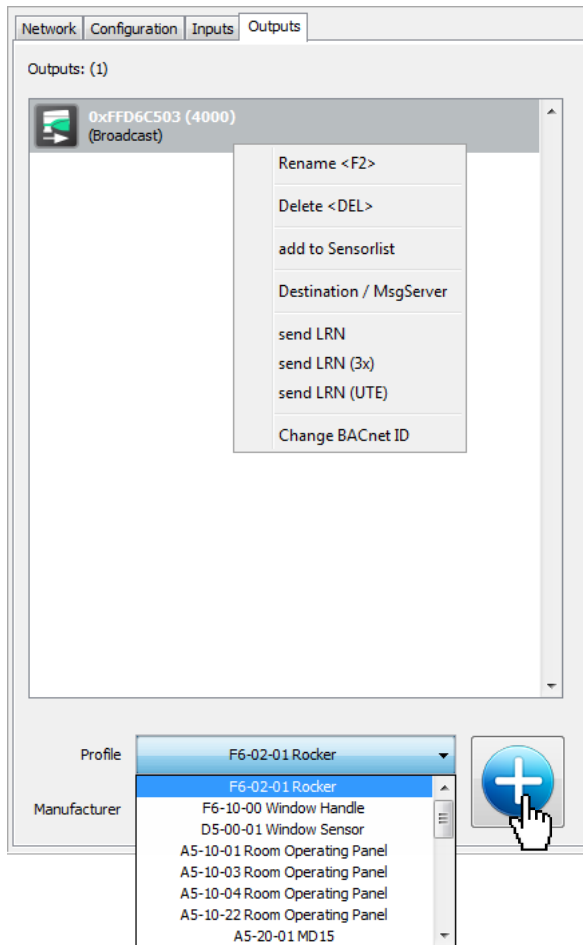 Network Configuration Inputs Outputs
Outputs: (1)
0xFFD6C503 (4000)
(Broadcast)
Rename <F2>
Delete <DEL>
add to Sensorlist
Destination / MsgServer
send LRN
send LRN (3x)
send LRN (UTE)
Change BACnet ID
Profile F6-02-01 Rocker
F6-02-01 Rocker
Manufacturer F6-10-00 Window Handle
D5-00-01 Window Sensor
A5-10-01 Room Operating Panel
A5-10-03 Room Operating Panel
A5-10-04 Room Operating Panel
A5-10-22 Room Operating Panel
A5-20-01 MD15